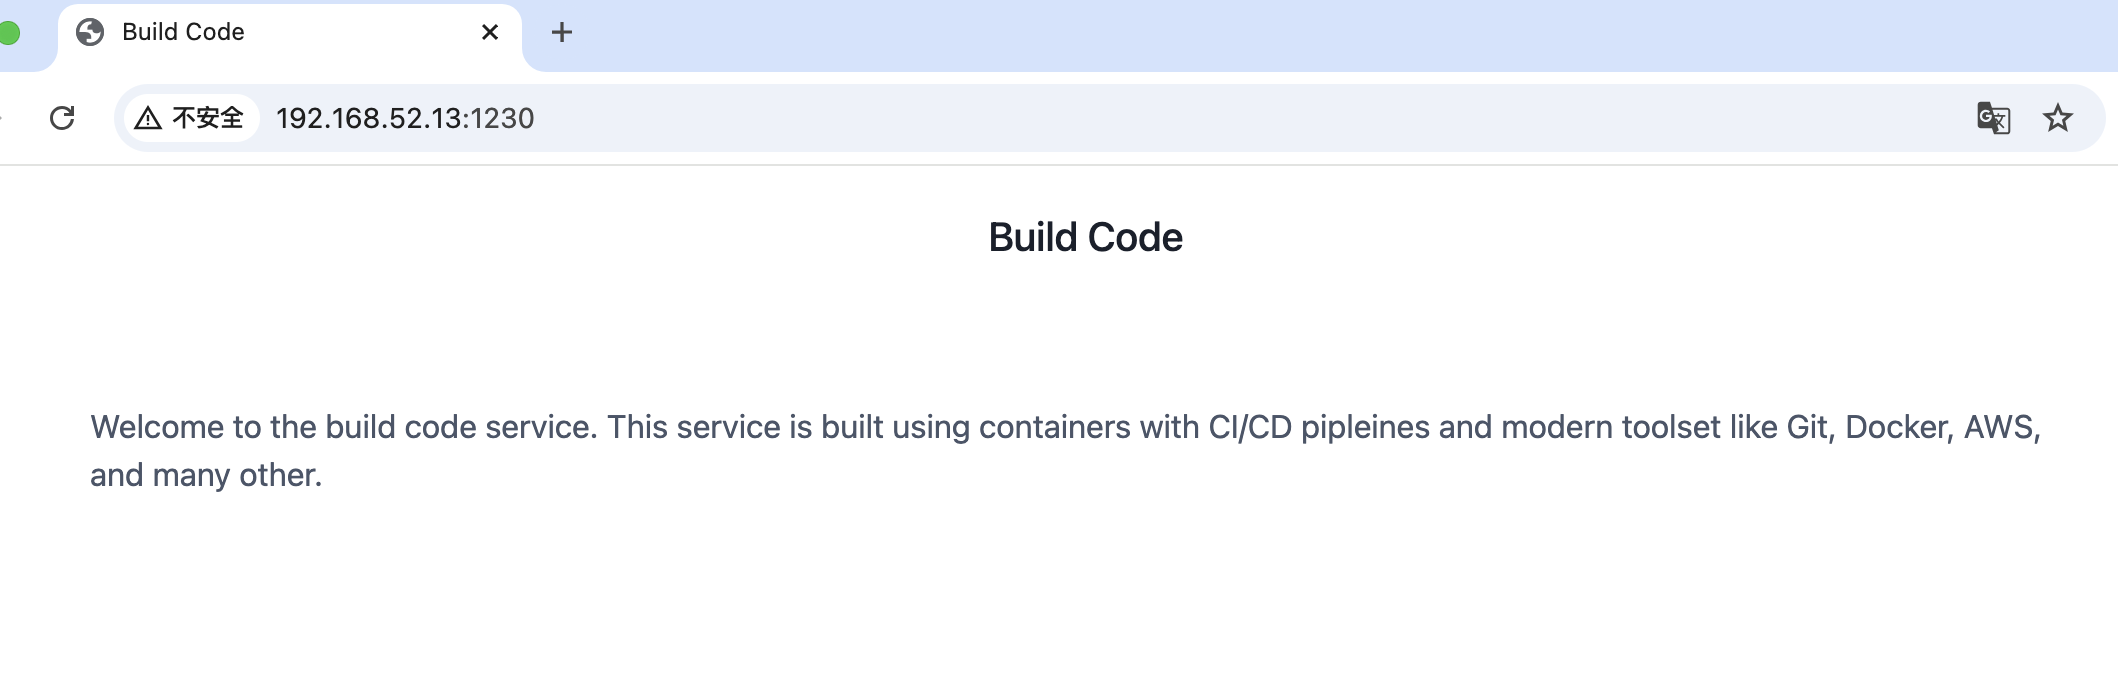 Build Code
不安全 192.168.52.13:1230
Build Code
Welcome to the build code service. This service is built using containers with CI/CD pipleines and modern toolset like Git, Docker, AWS,
and many other.